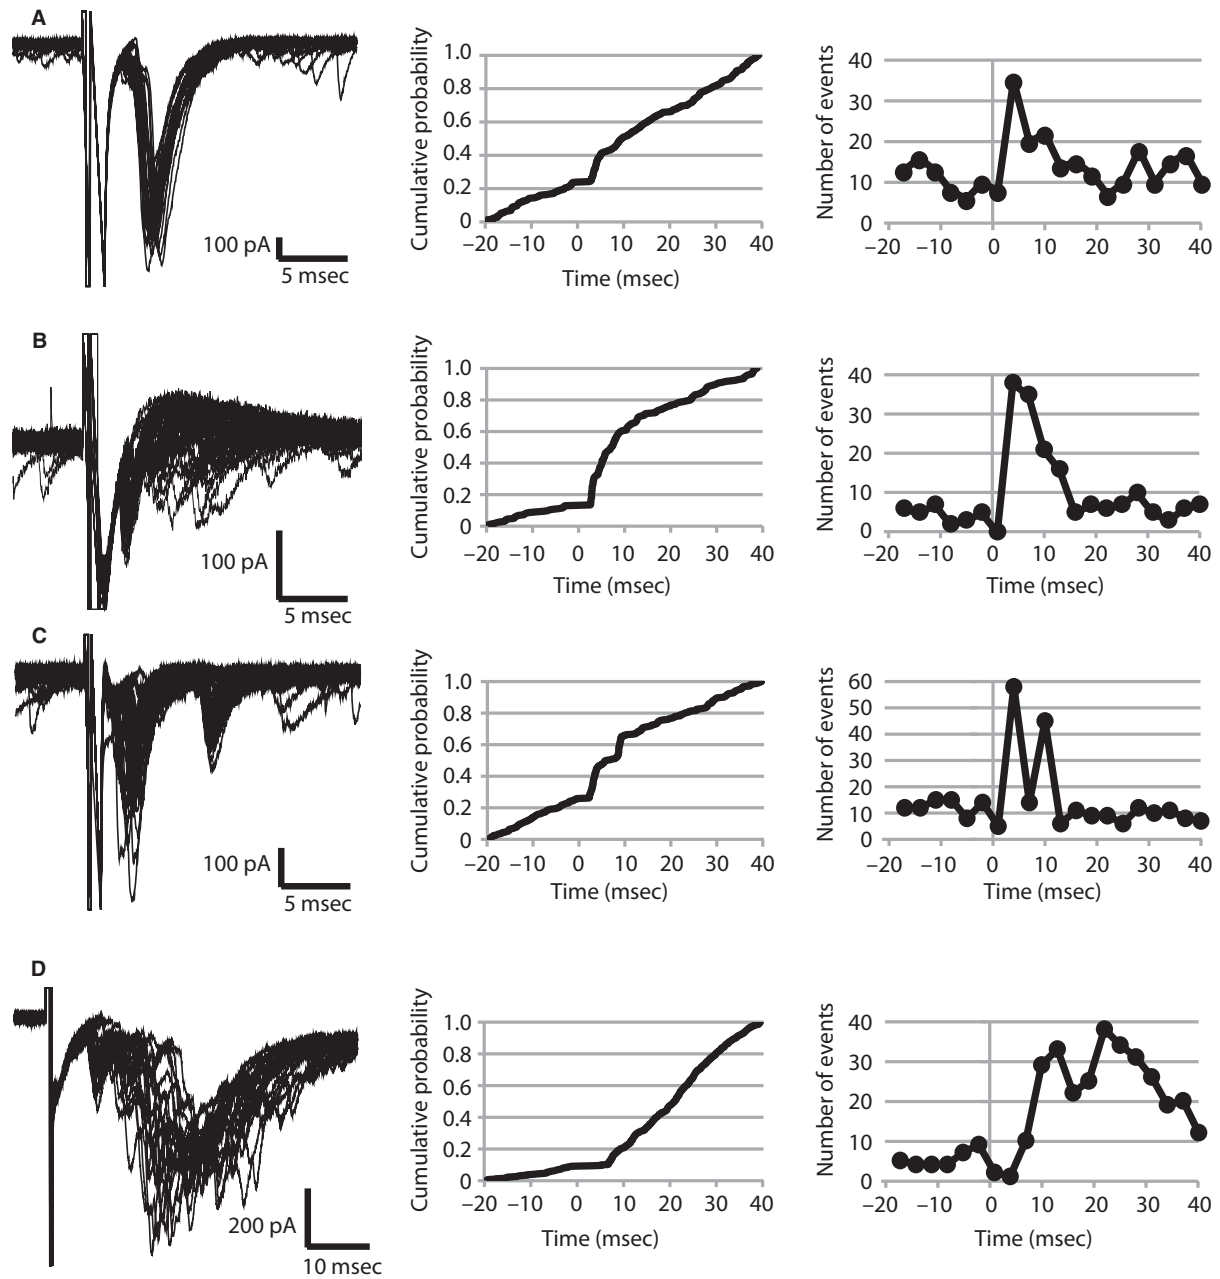 A
100 pA
5 msec
Cumulative probability
1.0
0.8
0.6
0.4
0.2
0
–20 –10 0 10 20 30 40
Time (msec)
Number of events
40
30
20
10
0
–20 –10 0 10 20 30 40
Time (msec)
B
100 pA
5 msec
Cumulative probability
1.0
0.8
0.6
0.4
0.2
0
–20 –10 0 10 20 30 40
Time (msec)
Number of events
40
30
20
10
0
–20 –10 0 10 20 30 40
Time (msec)
C
100 pA
5 msec
Cumulative probability
1.0
0.8
0.6
0.4
0.2
0
–20 –10 0 10 20 30 40
Time (msec)
Number of events
60
50
40
30
20
10
0
–20 –10 0 10 20 30 40
Time (msec)
D
200 pA
10 msec
Cumulative probability
1.0
0.8
0.6
0.4
0.2
0
–20 –10 0 10 20 30 40
Time (msec)
Number of events
40
30
20
10
0
–20 –10 0 10 20 30 40
Time (msec)